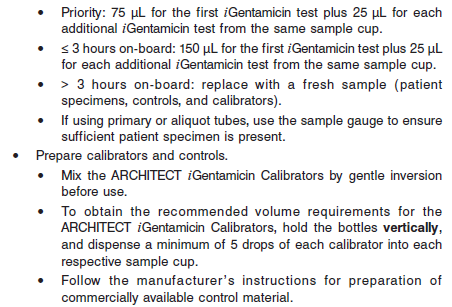 • Priority: 75 µL for the first iGentamicin test plus 25 µL for each
additional iGentamicin test from the same sample cup.
• ≤ 3 hours on-board: 150 µL for the first iGentamicin test plus 25 µL
for each additional iGentamicin test from the same sample cup.
• > 3 hours on-board: replace with a fresh sample (patient
specimens, controls, and calibrators).
• If using primary or aliquot tubes, use the sample gauge to ensure
sufficient patient specimen is present.
• Prepare calibrators and controls.
• Mix the ARCHITECT iGentamicin Calibrators by gentle inversion
before use.
• To obtain the recommended volume requirements for the
ARCHITECT iGentamicin Calibrators, hold the bottles vertically,
and dispense a minimum of 5 drops of each calibrator into each
respective sample cup.
• Follow the manufacturer's instructions for preparation of
commercially available control material.